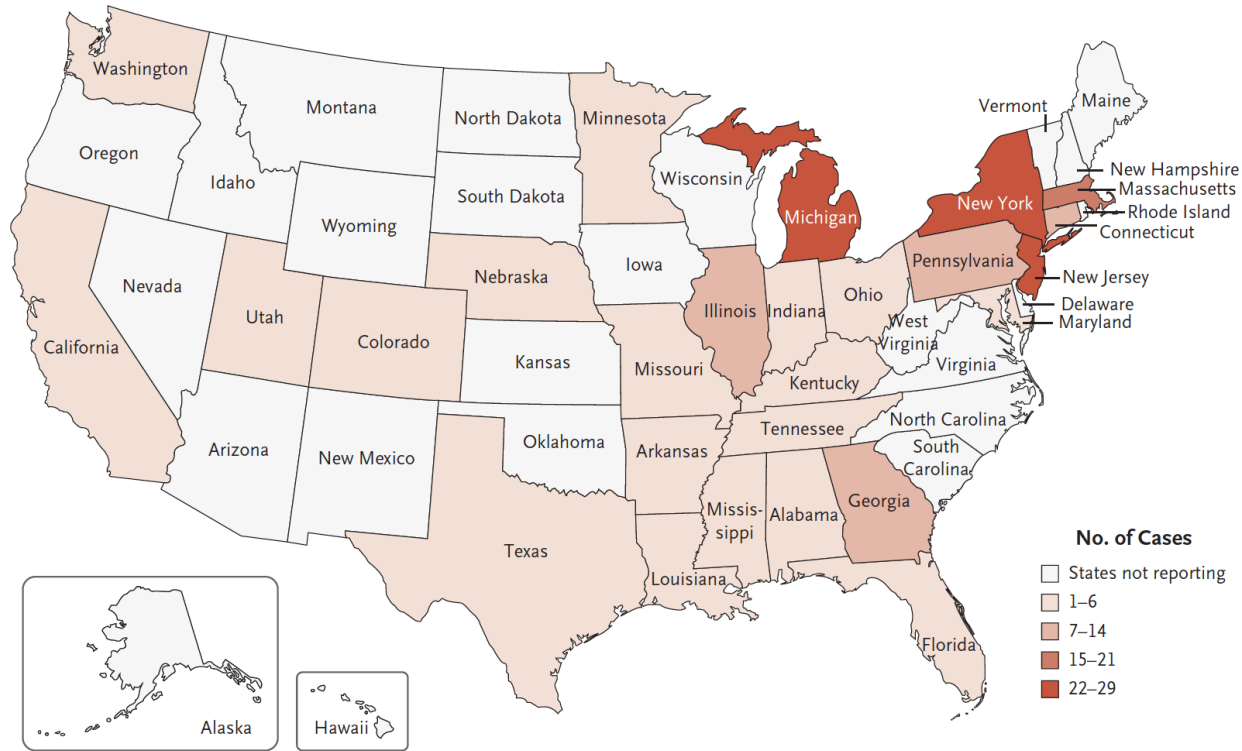 Washington
Oregon
California
Nevada
Idaho
Montana
Wyoming
Utah
Arizona
Colorado
New Mexico
North Dakota
South Dakota
Nebraska
Kansas
Oklahoma
Texas
Minnesota
Iowa
Missouri
Arkansas
Louisiana
Wisconsin
Illinois
Michigan
Indiana
Ohio
Kentucky
Tennessee
Missis-
sippi
Alabama
Georgia
Florida
South
Carolina
North Carolina
Virginia
West
Virginia
Pennsylvania
New York
Vermont
Maine
New Hampshire
Massachusetts
Rhode Island
Connecticut
New Jersey
Delaware
Maryland
Alaska
Hawaii
No. of Cases
States not reporting
1–6
7–14
15–21
22–29